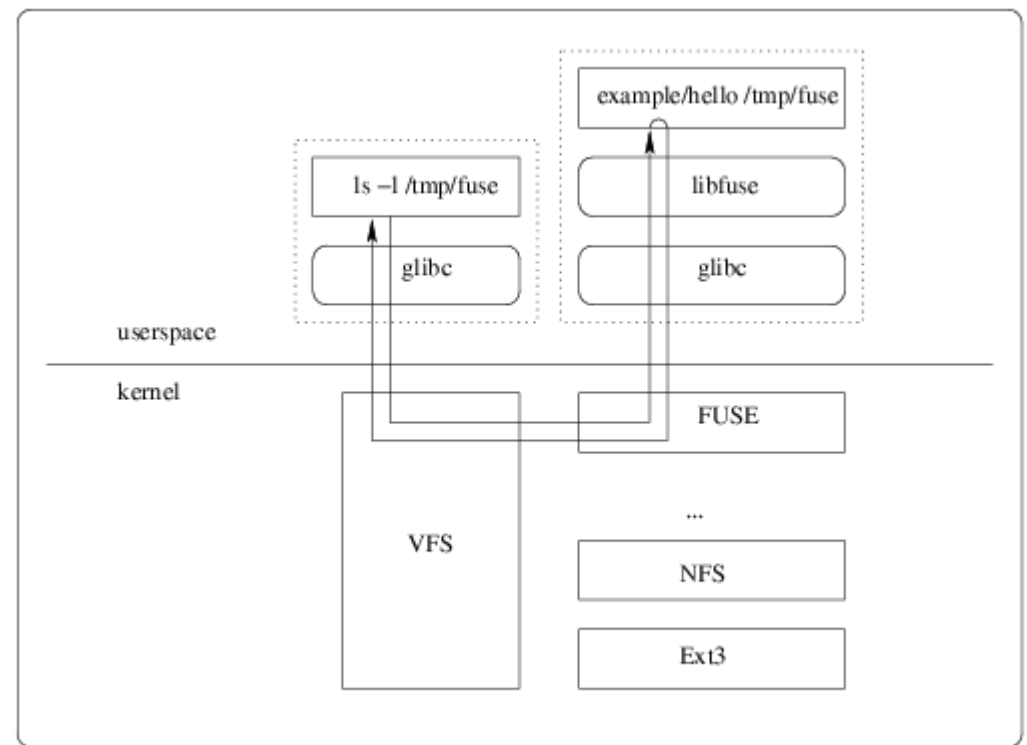 example/hello /tmp/fuse
ls –l /tmp/fuse
libfuse
glibc
glibc
userspace
kernel
FUSE
...
VFS
NFS
Ext3